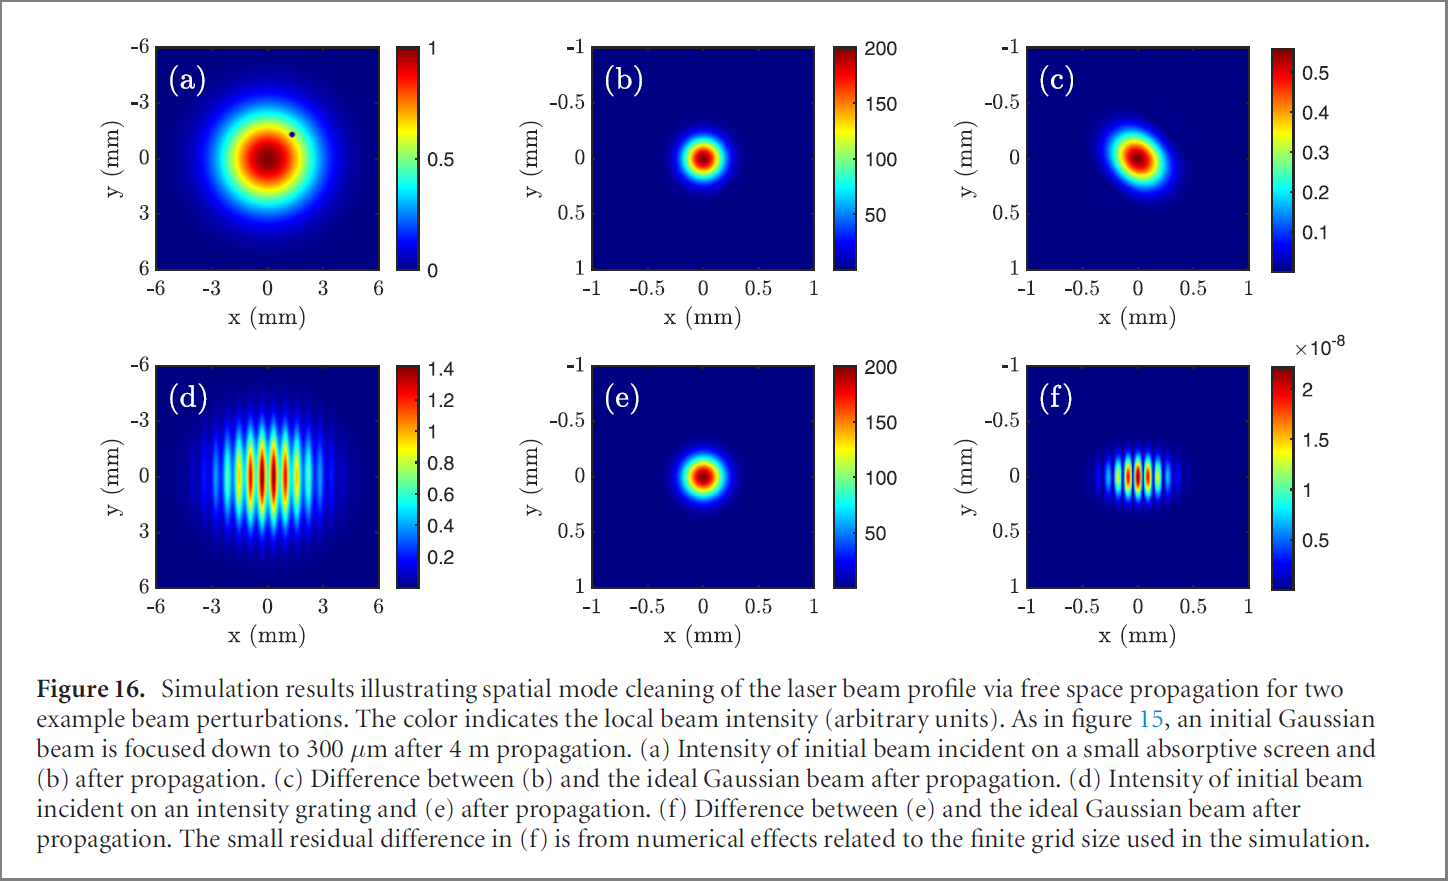 (a)
-6
-3
0
3
6
y (mm)
-6 -3 0 3 6
x (mm)
1
0.5
0
(b)
-1
-0.5
0
0.5
1
y (mm)
-1 -0.5 0 0.5 1
x (mm)
200
150
100
50
(c)
-1
-0.5
0
0.5
1
y (mm)
-1 -0.5 0 0.5 1
x (mm)
0.5
0.4
0.3
0.2
0.1
(d)
-6
-3
0
3
6
y (mm)
-6 -3 0 3 6
x (mm)
1.4
1.2
1
0.8
0.6
0.4
0.2
(e)
-1
-0.5
0
0.5
1
y (mm)
-1 -0.5 0 0.5 1
x (mm)
200
150
100
50
(f)
-1
-0.5
0
0.5
1
y (mm)
-1 -0.5 0 0.5 1
x (mm)
×10-8
2
1.5
1
0.5
Figure 16. Simulation results illustrating spatial mode cleaning of the laser beam profile via free space propagation for two
example beam perturbations. The color indicates the local beam intensity (arbitrary units). As in figure 15, an initial Gaussian
beam is focused down to 300 μm after 4 m propagation. (a) Intensity of initial beam incident on a small absorptive screen and
(b) after propagation. (c) Difference between (b) and the ideal Gaussian beam after propagation. (d) Intensity of initial beam
incident on an intensity grating and (e) after propagation. (f) Difference between (e) and the ideal Gaussian beam after
propagation. The small residual difference in (f) is from numerical effects related to the finite grid size used in the simulation.